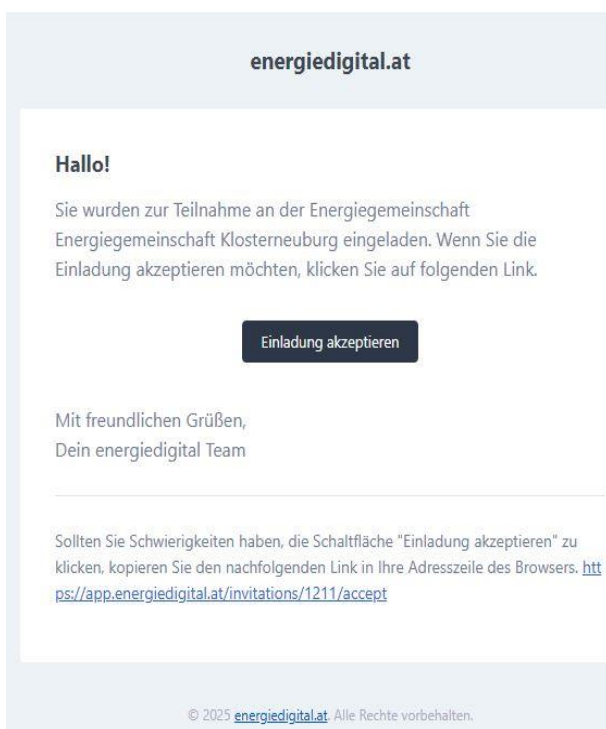 energiedigital.at
Hallo!
Sie wurden zur Teilnahme an der Energiegemeinschaft
Energiegemeinschaft Klosterneuburg eingeladen. Wenn Sie die
Einladung akzeptieren möchten, klicken Sie auf folgenden Link.
Einladung akzeptieren
Mit freundlichen Grüßen,
Dein energiedigital Team
Sollten Sie Schwierigkeiten haben, die Schaltfläche "Einladung akzeptieren" zu
klicken, kopieren Sie den nachfolgenden Link in Ihre Adresszeile des Browsers. htt
ps://app.energiedigital.at/invitations/1211/accept
© 2025 energiedigital.at. Alle Rechte vorbehalten.